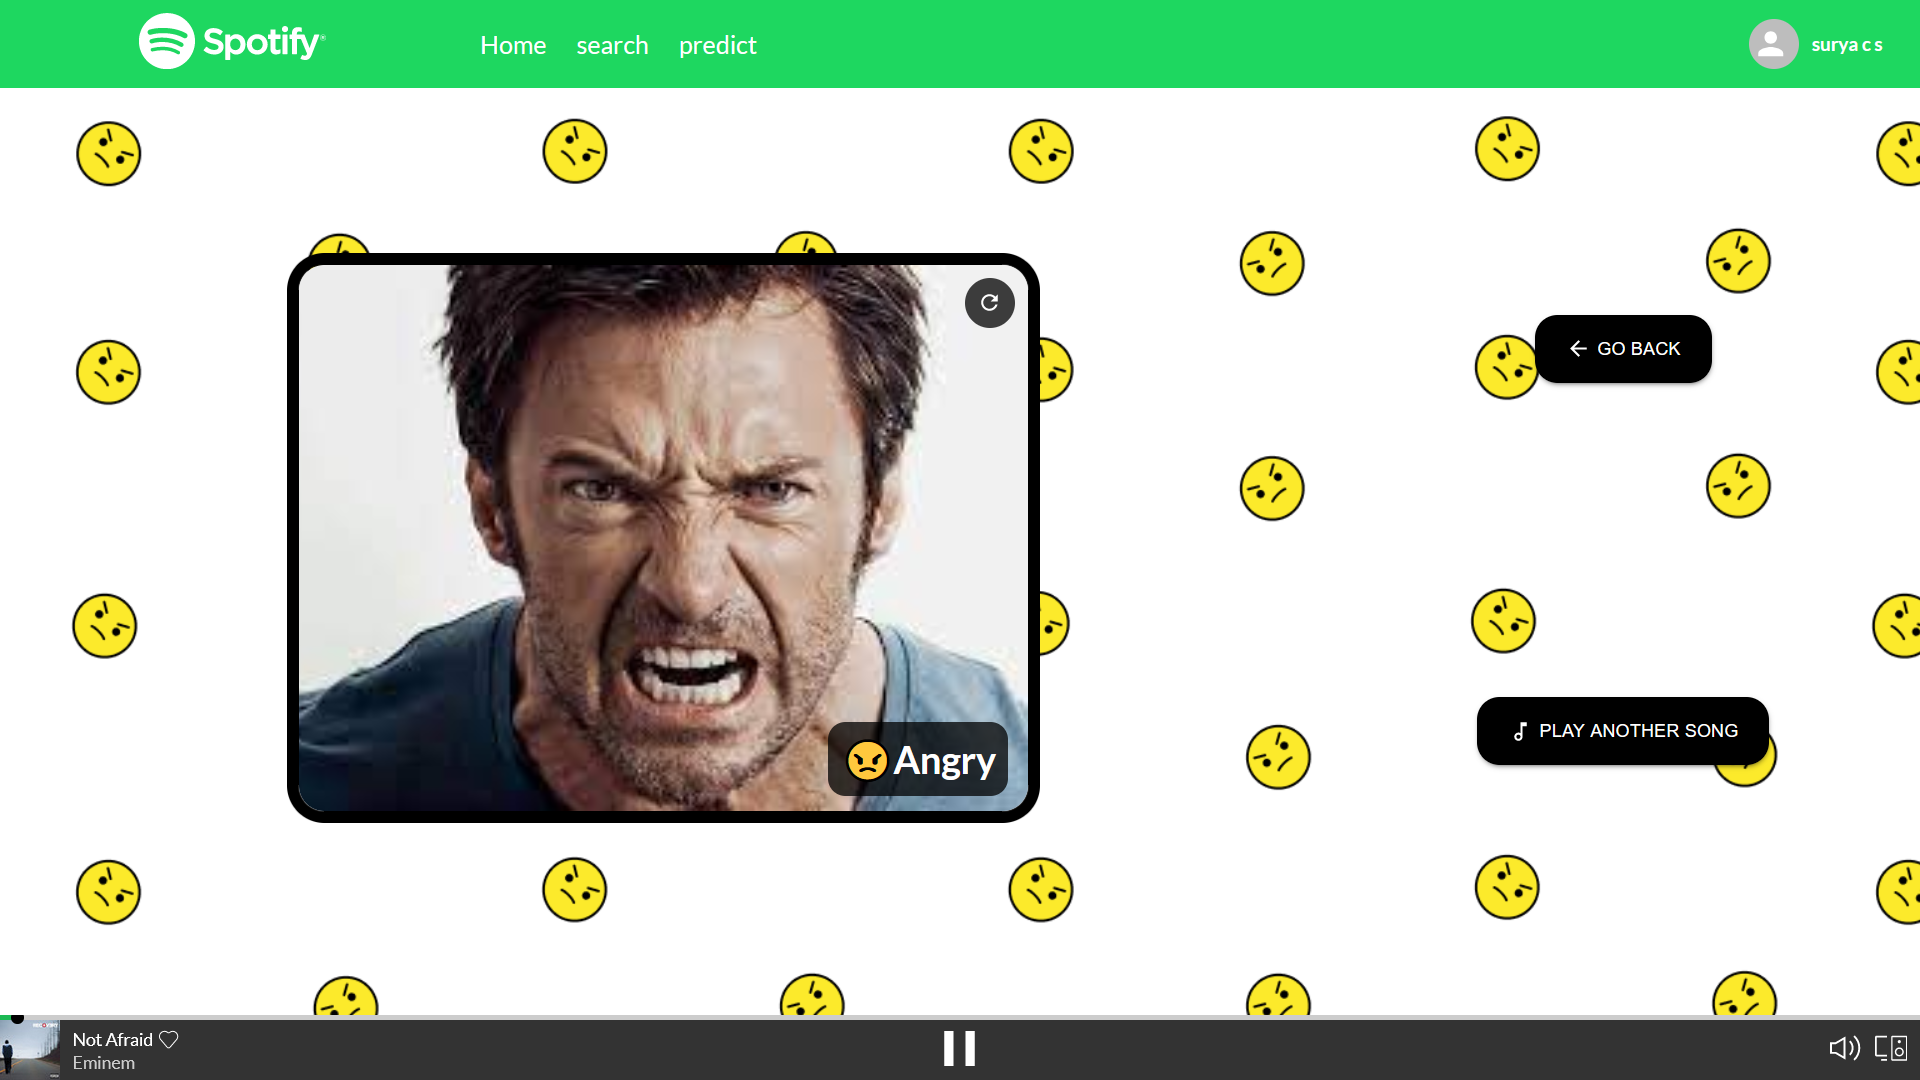 Spotify
Home search predict
surya c s
GO BACK
PLAY ANOTHER SONG
Angry
Not Afraid
Eminem